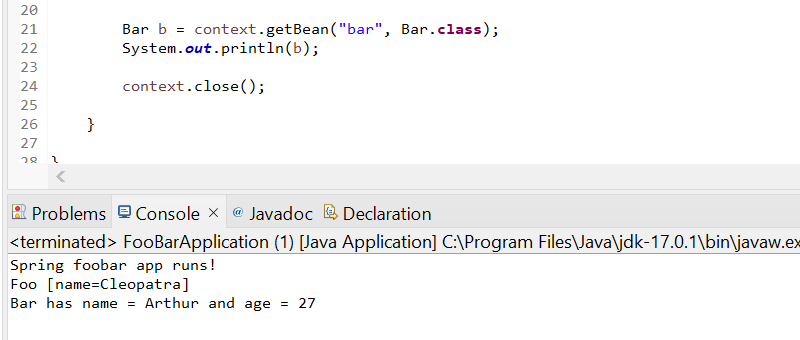 20
21 Bar b = context.getBean("bar", Bar.class);
22 System.out.println(b);
23
24 context.close();
25
26 }
27
28 }
Problems Console × @ Javadoc Declaration
<terminated> FooBarApplication (1) [Java Application] C:\Program Files\Java\jdk-17.0.1\bin\javaw.ex
Spring foobar app runs!
Foo [name=Cleopatra]
Bar has name = Arthur and age = 27